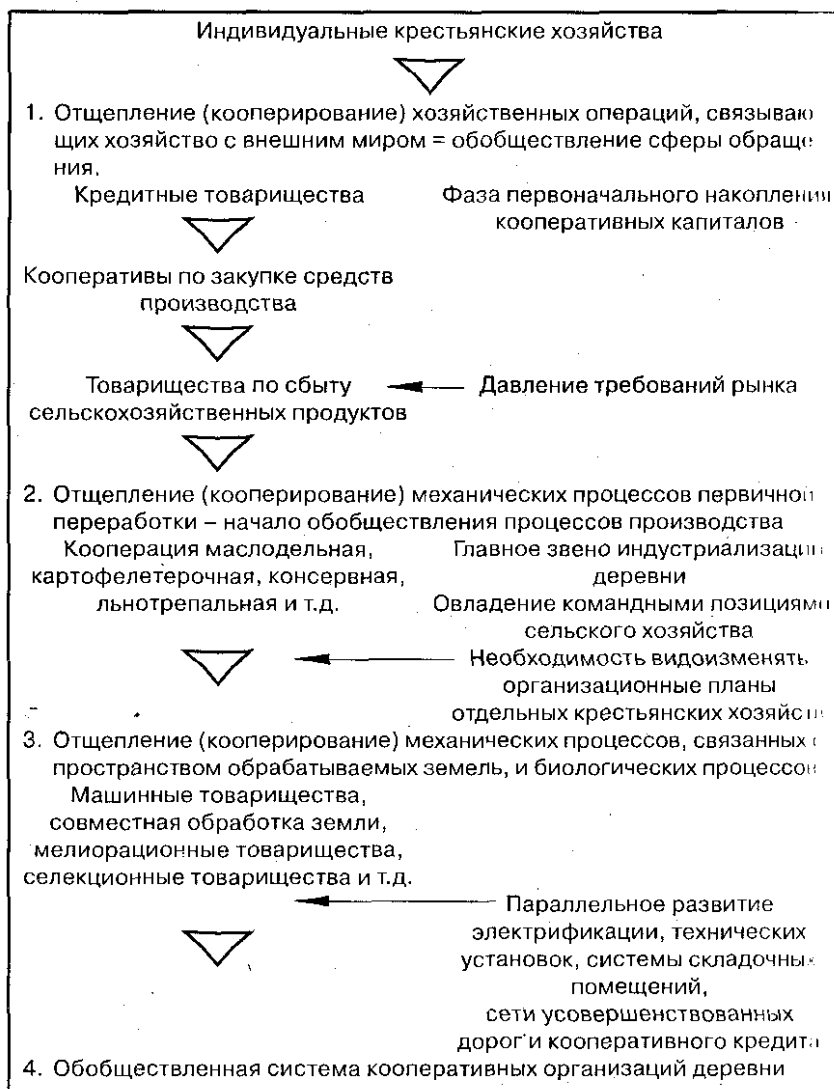 Индивидуальные крестьянские хозяйства
1. Отщепление (кооперирование) хозяйственных операций, связываю
щих хозяйство с внешним миром = обобществление сферы обраще
ния.
Кредитные товарищества
Фаза первоначального накопления
кооперативных капиталов
Кооперативы по закупке средств
производства
Товарищества по сбыту
сельскохозяйственных продуктов
Давление требований рынка
2. Отщепление (кооперирование) механических процессов первичной
переработки – начало обобществления процессов производства
Кооперация маслодельная,
картофелетерочная, консервная,
льнотрепальная и т.д.
Главное звено индустриализации
деревни
Овладение командными позициями
сельского хозяйства
Необходимость видоизменять
организационные планы
отдельных крестьянских хозяйств
3. Отщепление (кооперирование) механических процессов, связанных с
пространством обрабатываемых земель, и биологических процессов
Машинные товарищества,
совместная обработка земли,
мелиорационные товарищества,
селекционные товарищества и т.д.
Параллельное развитие
электрификации, технических
установок, системы складочных
помещений,
сети усовершенствованных
дорог и кооперативного кредита
4. Обобществленная система кооперативных организаций деревни